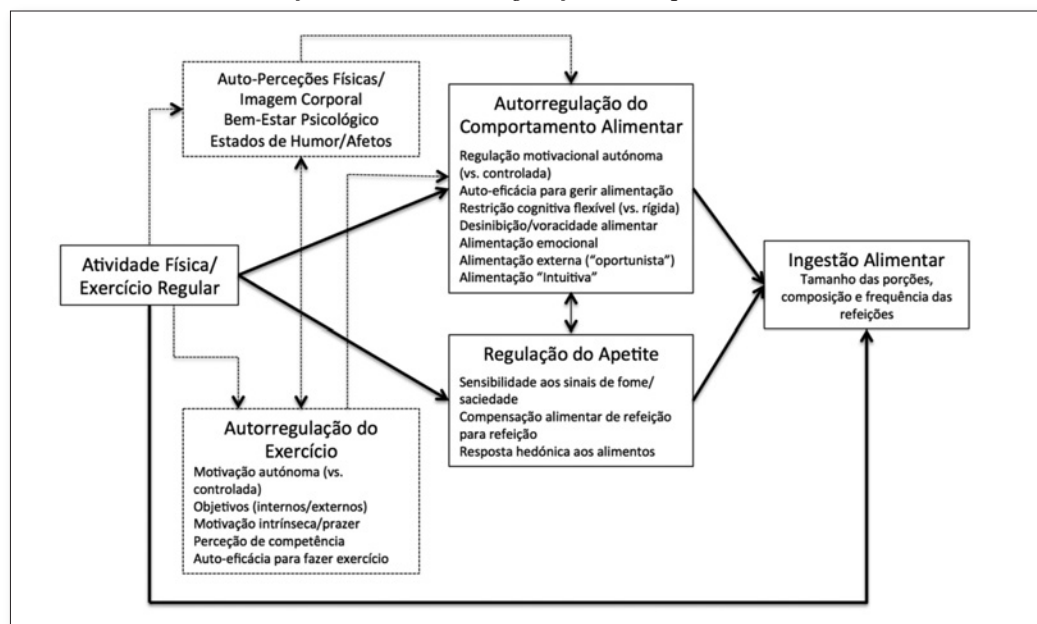 Auto-Perceções Físicas/
Imagem Corporal
Bem-Estar Psicológico
Estados de Humor/Afetos
Autorregulação do
Comportamento Alimentar
Regulação motivacional autónoma
(vs. controlada)
Auto-eficácia para gerir alimentação
Restrição cognitiva flexível (vs. rígida)
Desinibição/voracidade alimentar
Alimentação emocional
Alimentação externa (“oportunista”)
Alimentação “Intuitiva”
Atividade Física/
Exercício Regular
Ingestão Alimentar
Tamanho das porções,
composição e frequência das
refeições
Regulação do Apetite
Sensibilidade aos sinais de fome/
saciedade
Compensação alimentar de refeição
para refeição
Resposta hedónica aos alimentos
Autorregulação do
Exercício
Motivação autónoma (vs.
controlada)
Objetivos (internos/externos)
Motivação intrínseca/prazer
Perceção de competência
Auto-eficácia para fazer exercício